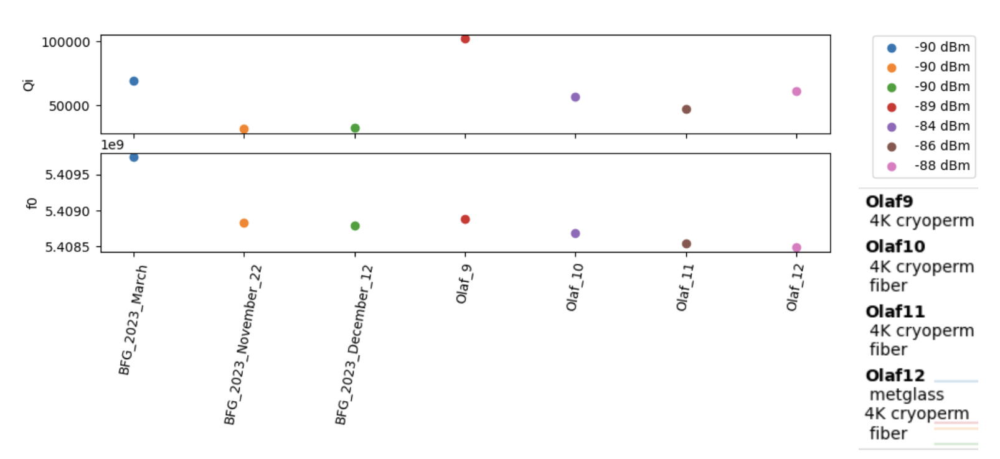 100000
50000
Qi
1e9
5.4095
5.4090
5.4085
f0
BFG_2023_March
BFG_2023_November_22
BFG_2023_December_12
Olaf_9
Olaf_10
Olaf_11
Olaf_12
-90 dBm
-90 dBm
-90 dBm
-89 dBm
-84 dBm
-86 dBm
-88 dBm
Olaf9
4K cryoperm
Olaf10
4K cryoperm
fiber
Olaf11
4K cryoperm
fiber
Olaf12
metglass
4K cryoperm
fiber